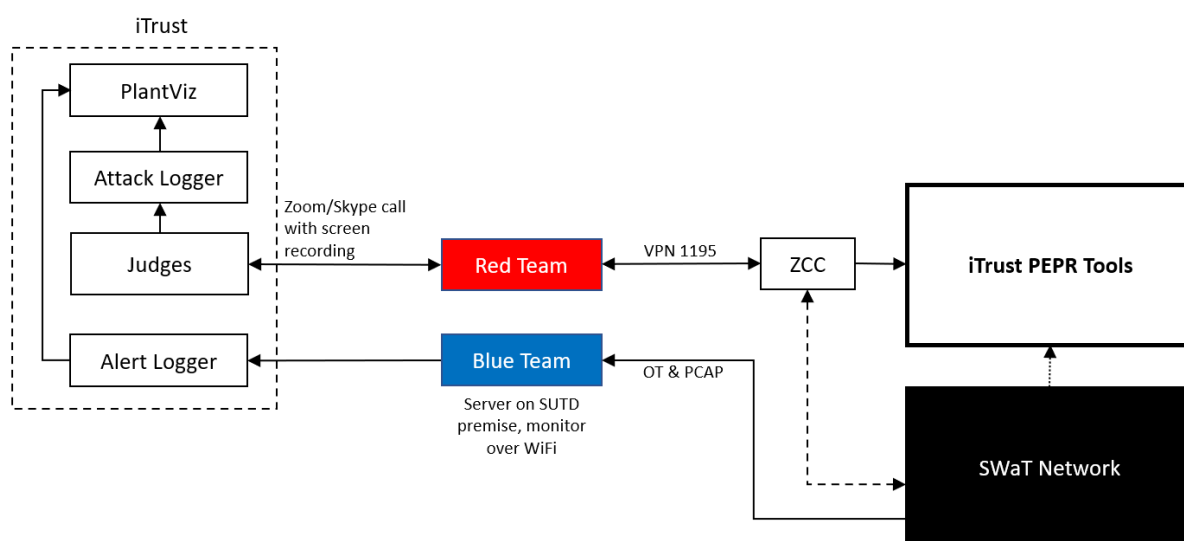 iTrust
PlantViz
Attack Logger
Judges
Alert Logger
Zoom/Skype call
with screen
recording
Red Team
VPN 1195
ZCC
iTrust PEPR Tools
Blue Team
OT & PCAP
Server on SUTD
premise, monitor
over WiFi
SWaT Network